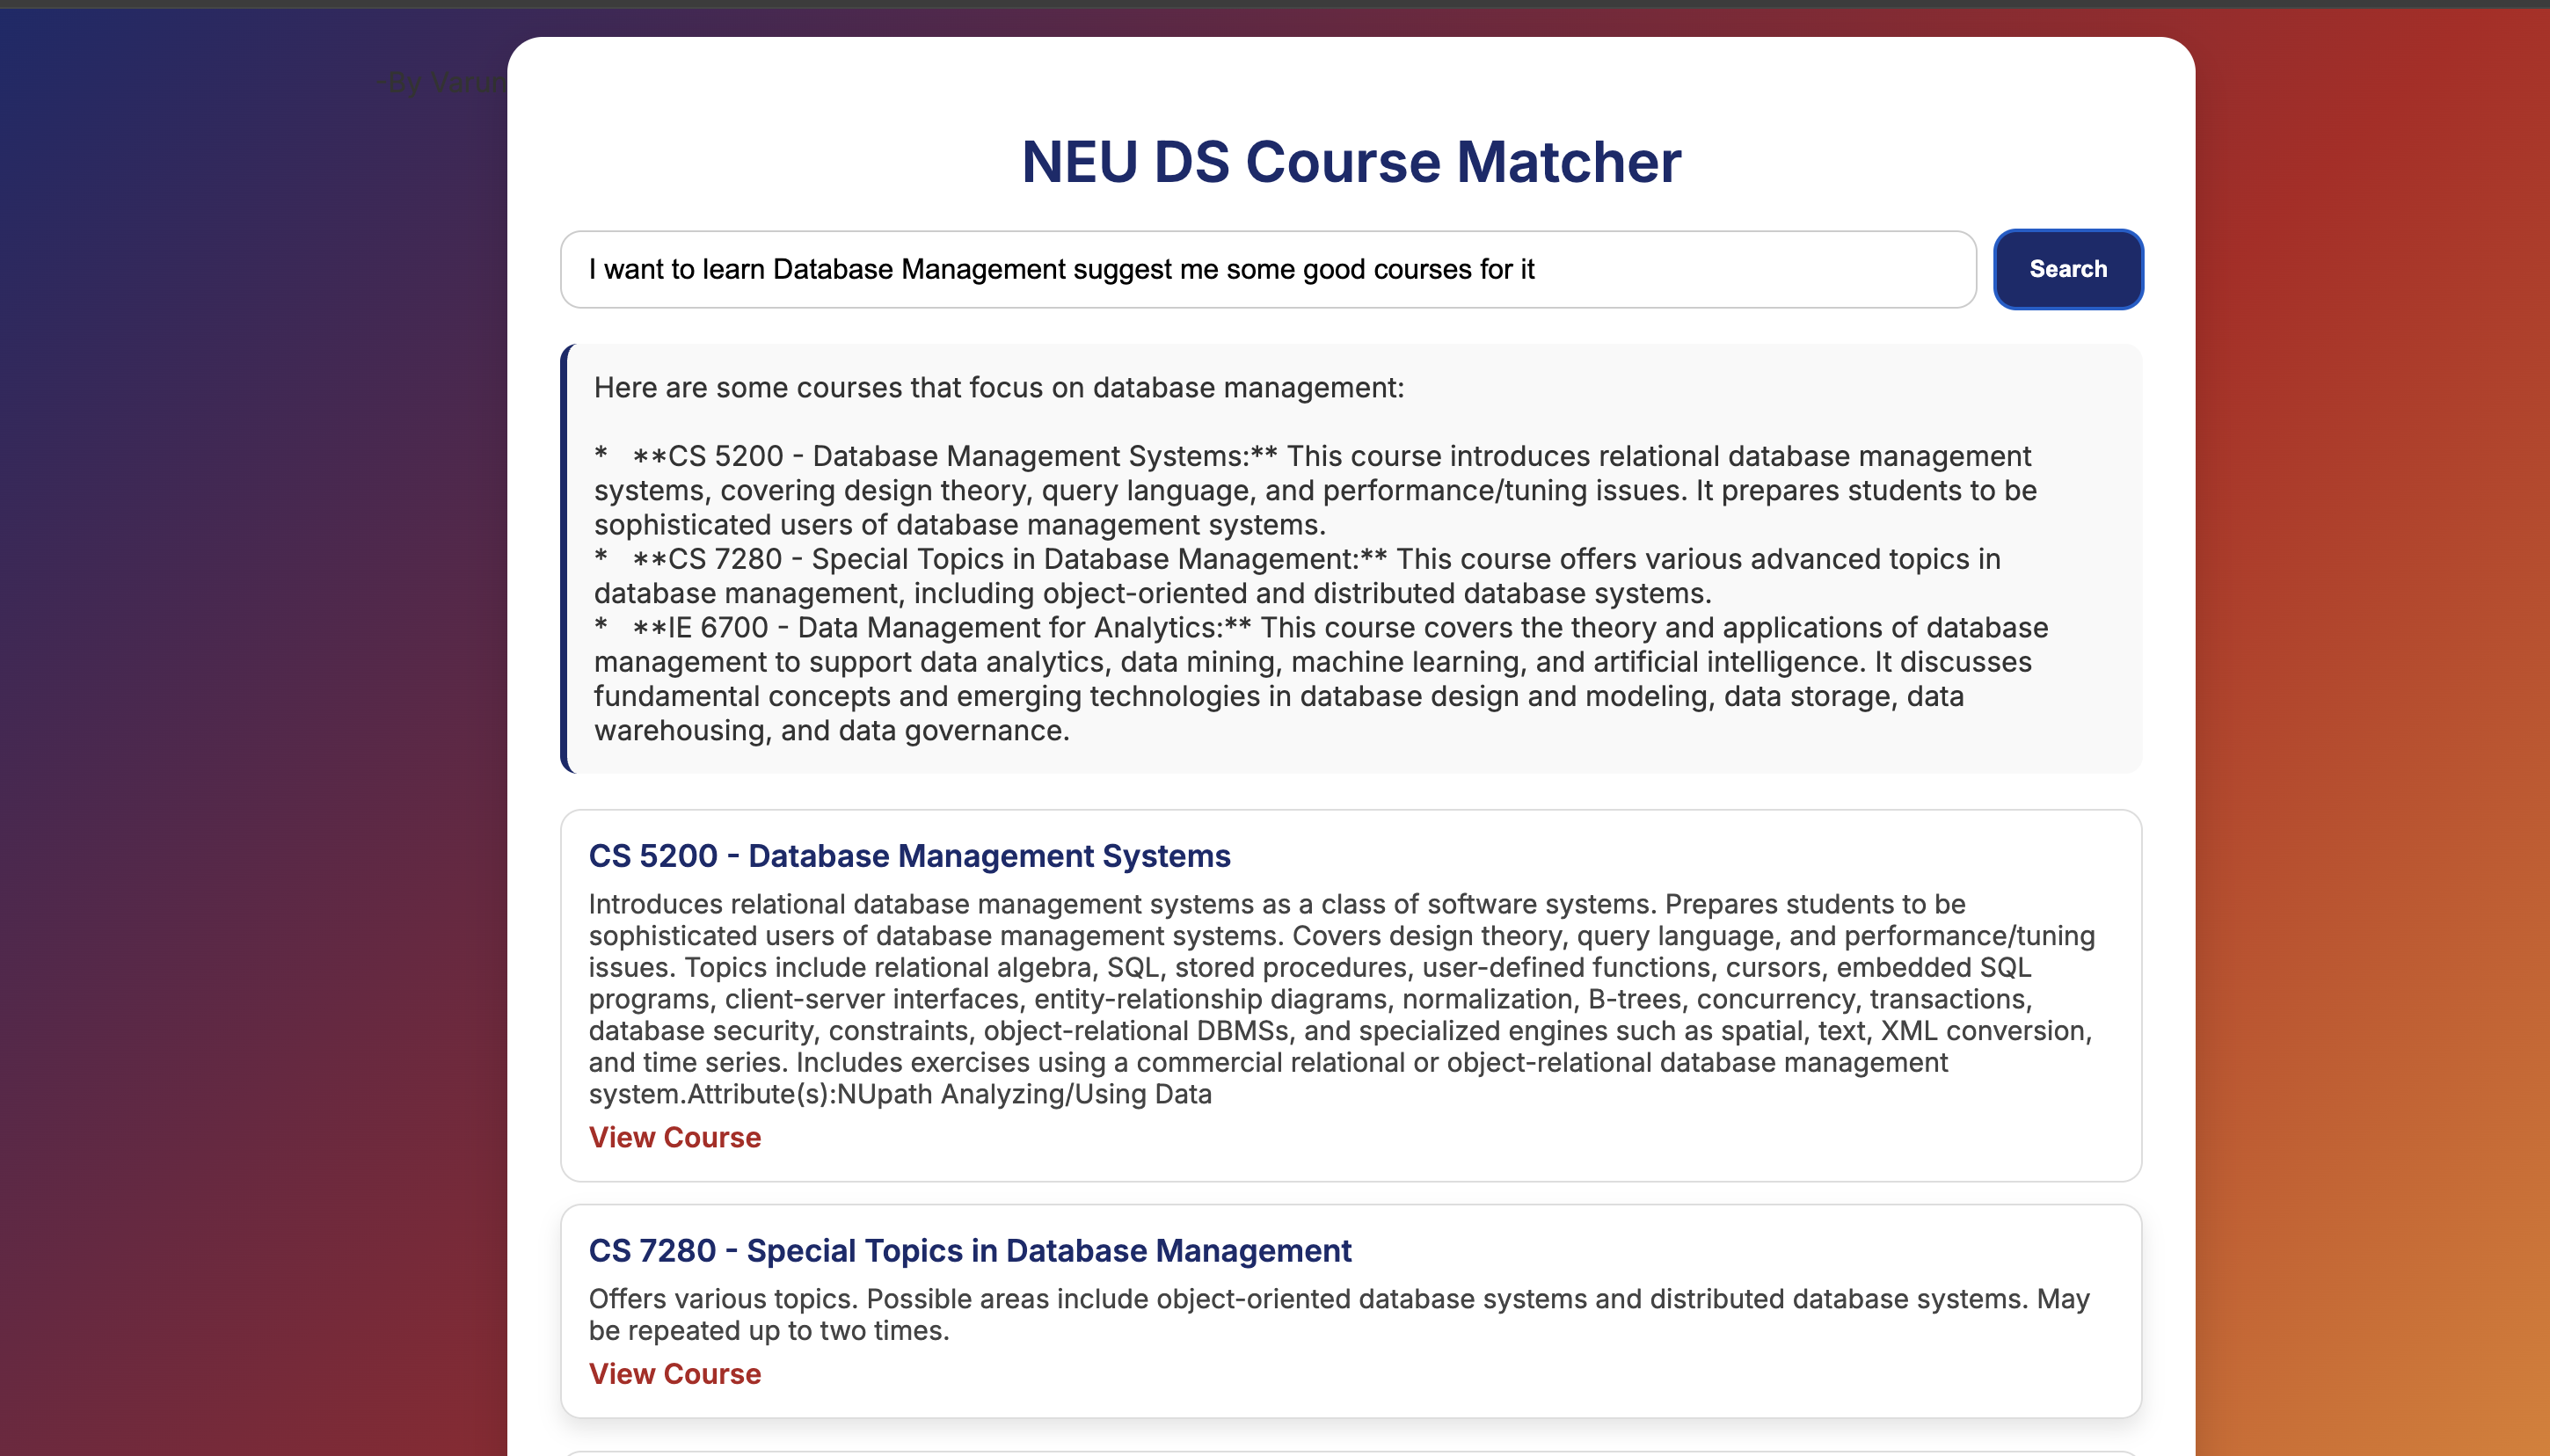 -By Varun
NEU DS Course Matcher
I want to learn Database Management suggest me some good courses for it
Search
Here are some courses that focus on database management:
*   **CS 5200 - Database Management Systems:** This course introduces relational database management
systems, covering design theory, query language, and performance/tuning issues. It prepares students to be
sophisticated users of database management systems.
*   **CS 7280 - Special Topics in Database Management:** This course offers various advanced topics in
database management, including object-oriented and distributed database systems.
*   **IE 6700 - Data Management for Analytics:** This course covers the theory and applications of database
management to support data analytics, data mining, machine learning, and artificial intelligence. It discusses
fundamental concepts and emerging technologies in database design and modeling, data storage, data
warehousing, and data governance.
CS 5200 - Database Management Systems
Introduces relational database management systems as a class of software systems. Prepares students to be
sophisticated users of database management systems. Covers design theory, query language, and performance/tuning
issues. Topics include relational algebra, SQL, stored procedures, user-defined functions, cursors, embedded SQL
programs, client-server interfaces, entity-relationship diagrams, normalization, B-trees, concurrency, transactions,
database security, constraints, object-relational DBMSs, and specialized engines such as spatial, text, XML conversion,
and time series. Includes exercises using a commercial relational or object-relational database management
system.Attribute(s):NUpath Analyzing/Using Data
View Course
CS 7280 - Special Topics in Database Management
Offers various topics. Possible areas include object-oriented database systems and distributed database systems. May
be repeated up to two times.
View Course